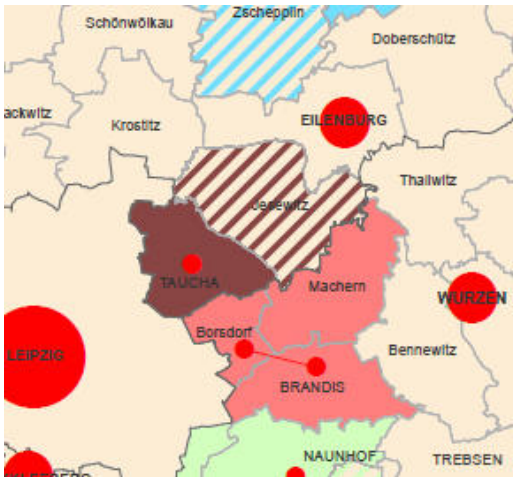 Schönwölkau
Zschepplin
Doberschütz
ackwitz
Krostitz
EILENBURG
Jesewitz
Thallwitz
TAUCHA
Machern
WURZEN
Borsdorf
LEIPZIG
Bennewitz
BRANDIS
NAUNHOF
TREBSEN